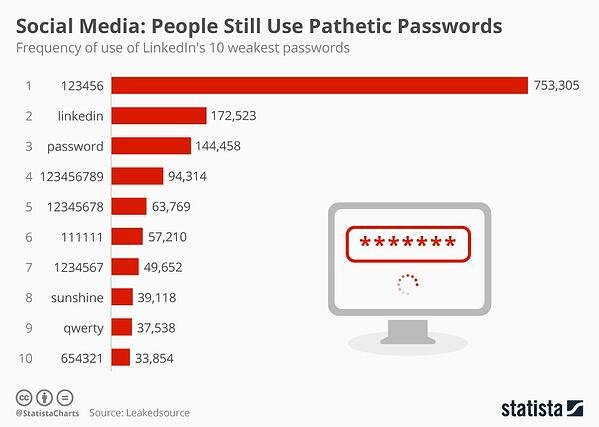 Social Media: People Still Use Pathetic Passwords
Frequency of use of LinkedIn's 10 weakest passwords
1 123456 753,305
2 linkedin 172,523
3 password 144,458
4 123456789 94,314
5 12345678 63,769
6 111111 57,210
7 1234567 49,652
8 sunshine 39,118
9 qwerty 37,538
10 654321 33,854
*******
cc
@StatistaCharts Source: Leakedsource
statista